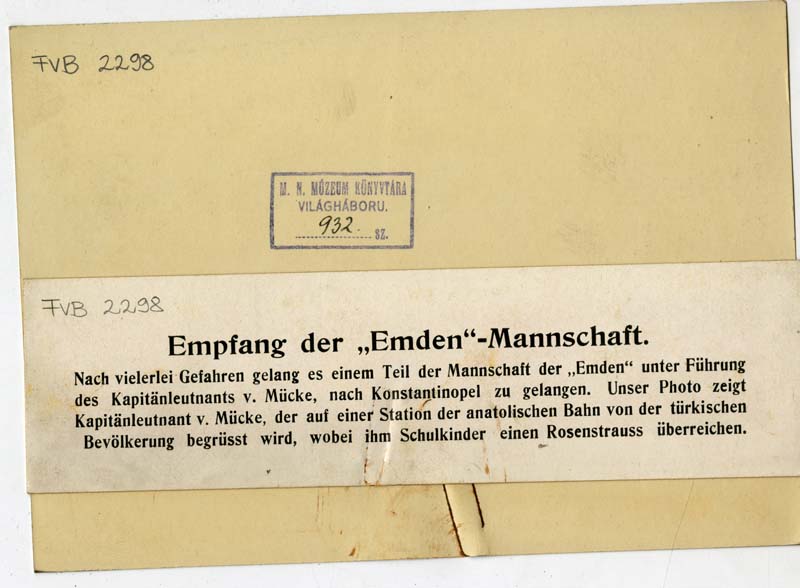 FVB 2298
M. N. MÚZEUM KÖNYVTÁRA
VILÁGHÁBORU.
932. SZ.
FVB 2298
Empfang der „Emden“-Mannschaft.
Nach vielerlei Gefahren gelang es einem Teil der Mannschaft der „Emden“ unter Führung
des Kapitänleutnants v. Mücke, nach Konstantinopel zu gelangen. Unser Photo zeigt
Kapitänleutnant v. Mücke, der auf einer Station der anatolischen Bahn von der türkischen
Bevölkerung begrüsst wird, wobei ihm Schulkinder einen Rosenstrauss überreichen.